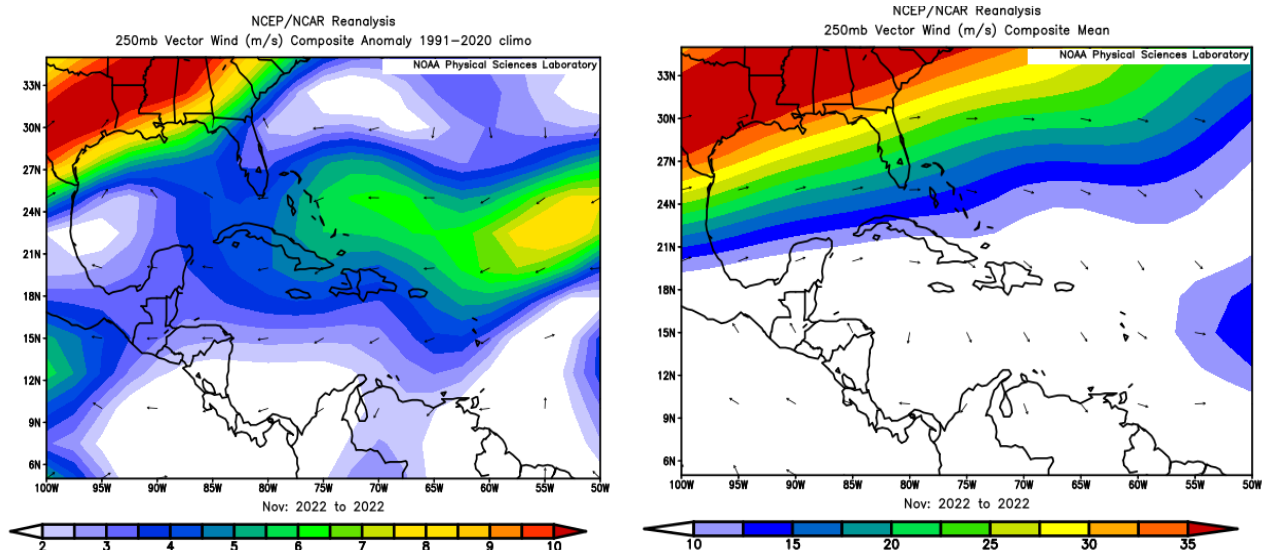 NCEP/NCAR Reanalysis
250mb Vector Wind (m/s) Composite Anomaly 1991-2020 climo
NOAA Physical Sciences Laboratory
33N
30N
27N
24N
21N
18N
15N
12N
9N
6N
100W 95W 90W 85W 80W 75W 70W 65W 60W 55W 50W
Nov: 2022 to 2022
2 3 4 5 6 7 8 9 10
NCEP/NCAR Reanalysis
250mb Vector Wind (m/s) Composite Mean
NOAA Physical Sciences Laboratory
33N
30N
27N
24N
21N
18N
15N
12N
9N
6N
100W 95W 90W 85W 80W 75W 70W 65W 60W 55W 50W
Nov: 2022 to 2022
10 15 20 25 30 35